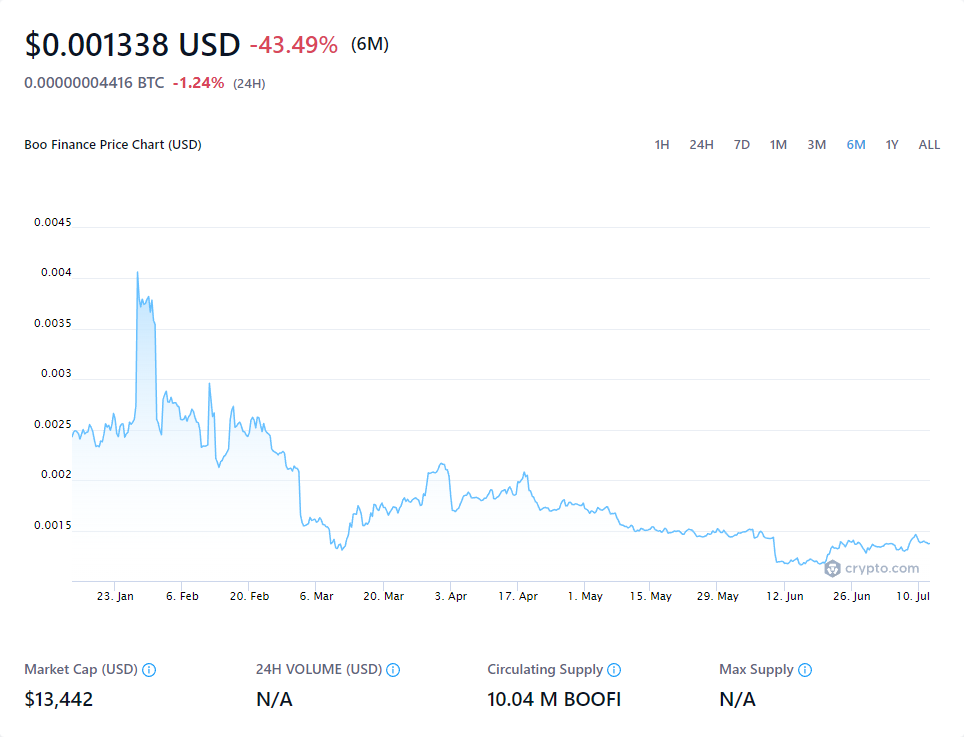 $0.001338 USD -43.49% (6M)
0.00000004416 BTC -1.24% (24H)
Boo Finance Price Chart (USD) 1H 24H 7D 1M 3M 6M 1Y ALL
0.0045
0.004
0.0035
0.003
0.0025
0.002
0.0015
crypto.com
23. Jan 6. Feb 20. Feb 6. Mar 20. Mar 3. Apr 17. Apr 1. May 15. May 29. May 12. Jun 26. Jun 10. Jul
Market Cap (USD) 24H VOLUME (USD) Circulating Supply Max Supply
$13,442 N/A 10.04 M BOOFI N/A